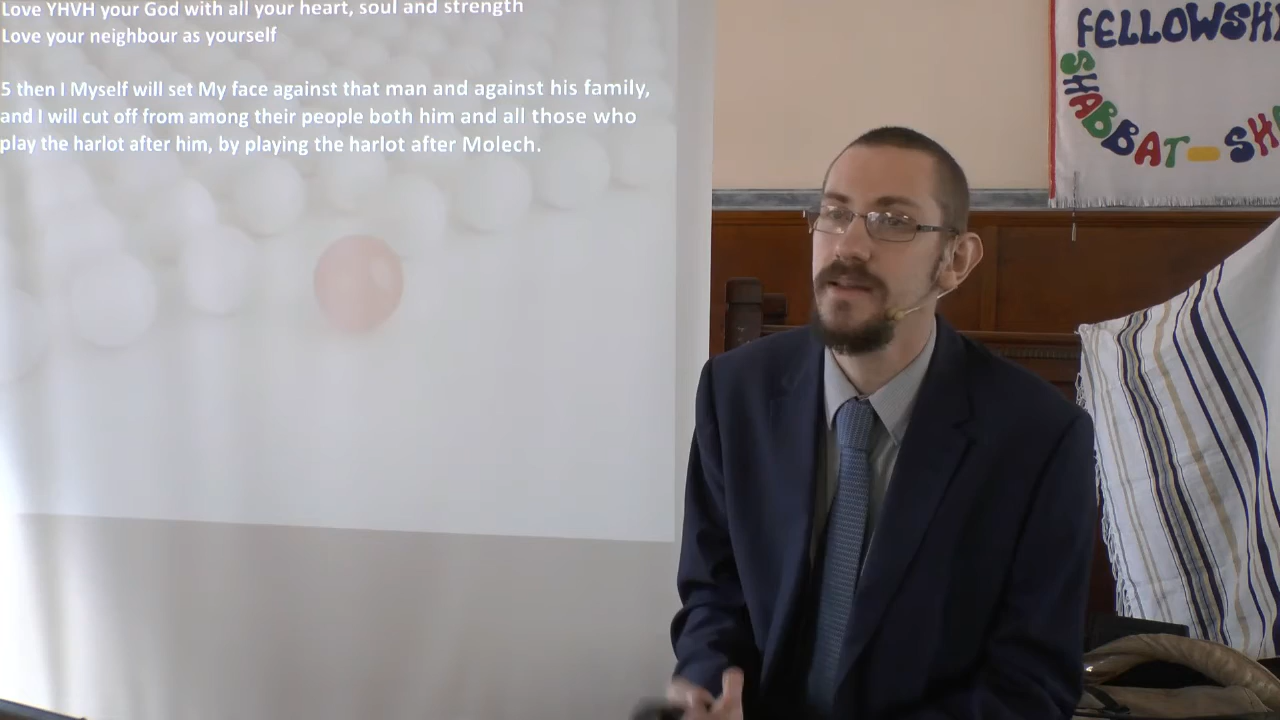 Love YHVH your God with all your heart, soul and strength
Love your neighbour as yourself
5 then I Myself will set My face against that man and against his family,
and I will cut off from among their people both him and all those who
play the harlot after him, by playing the harlot after Molech.
FELLOWSHI
SHABBAT-SH